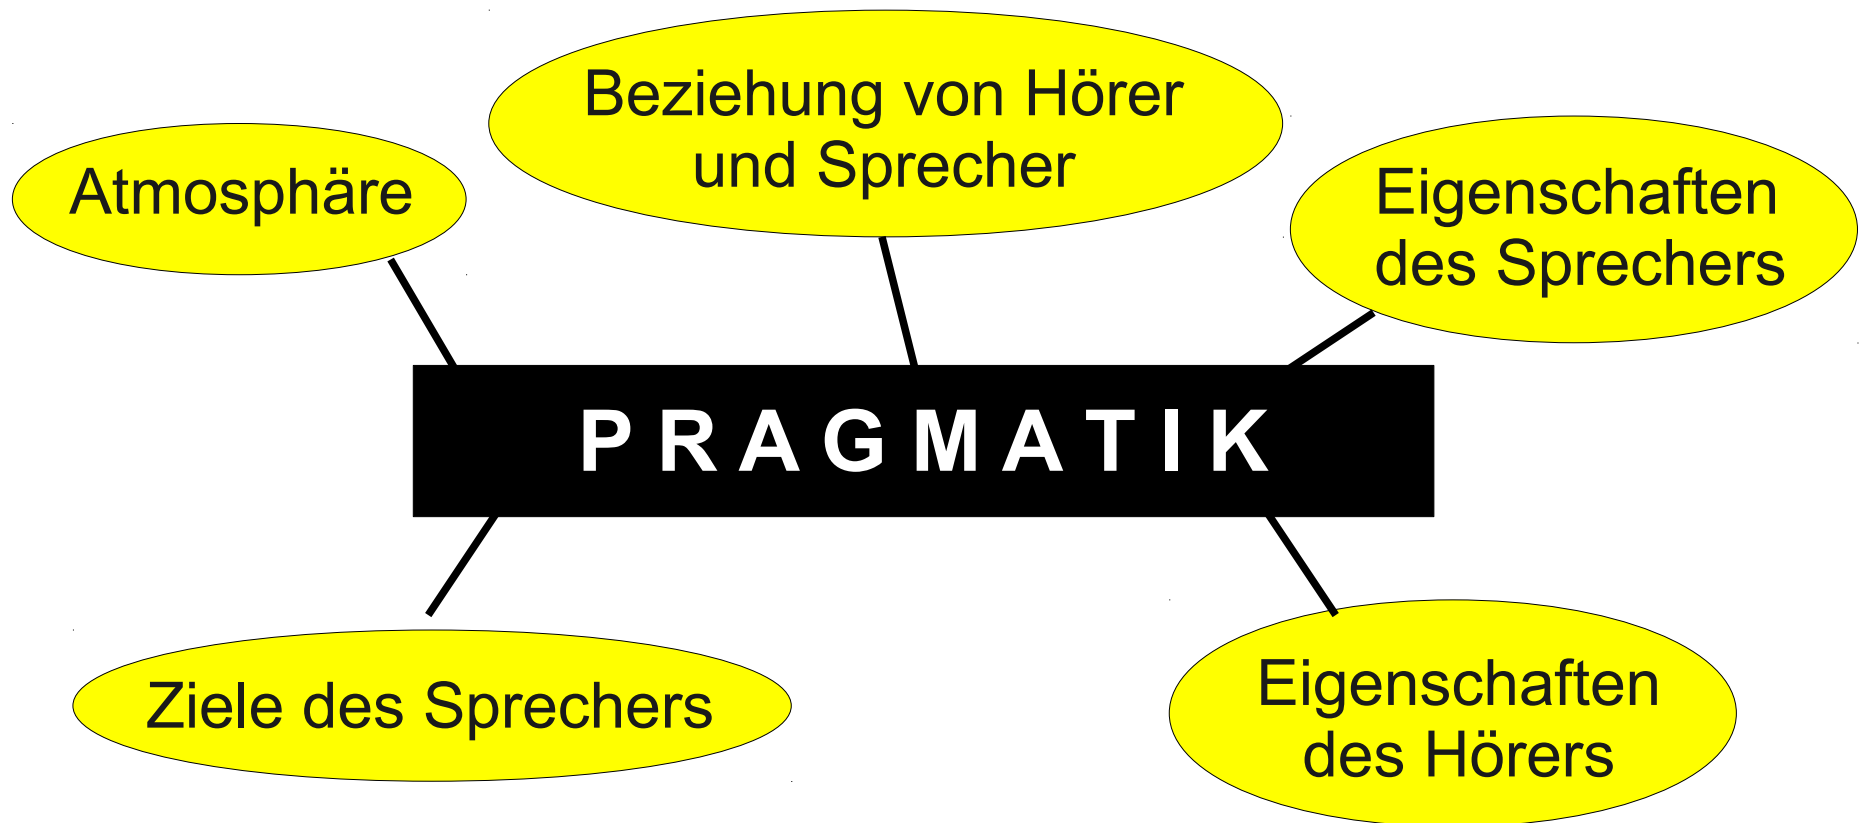 Beziehung von Hörer
und Sprecher
Atmosphäre
Eigenschaften
des Sprechers
P R A G M A T I K
Ziele des Sprechers
Eigenschaften
des Hörers